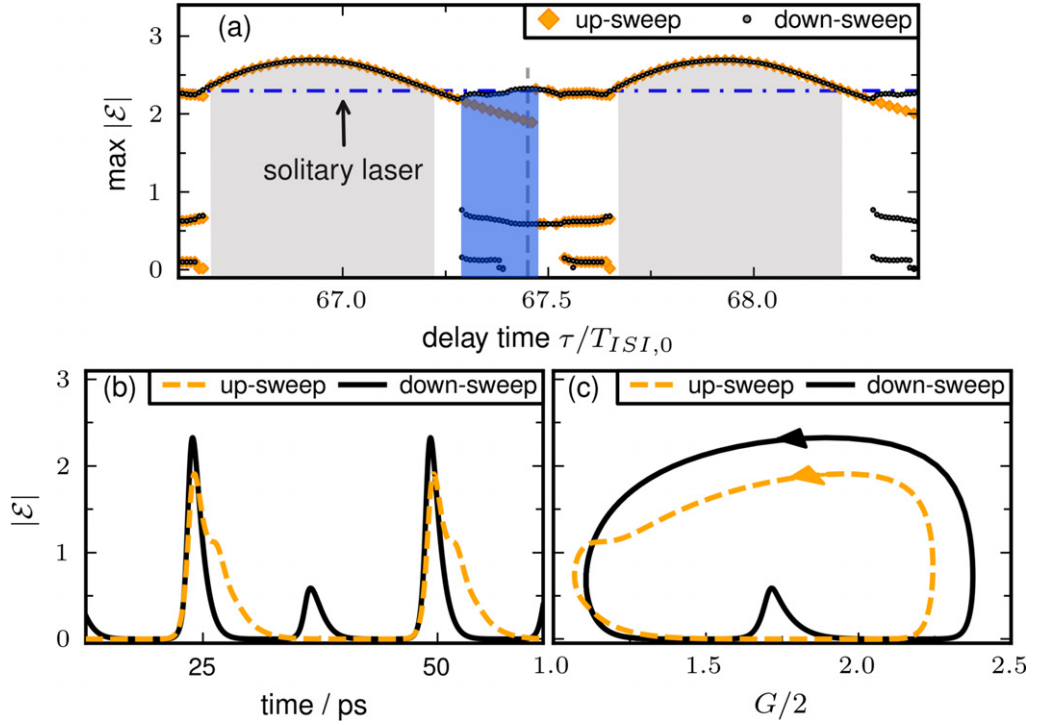 (a)
up-sweep down-sweep
3
2
1
0
max |ℰ|
solitary laser
67.0 67.5 68.0
delay time τ/T_{ISI,0}
(b)
up-sweep down-sweep
3
2
1
0
|ℰ|
25 50
time / ps
(c)
up-sweep down-sweep
1.0 1.5 2.0 2.5
G/2